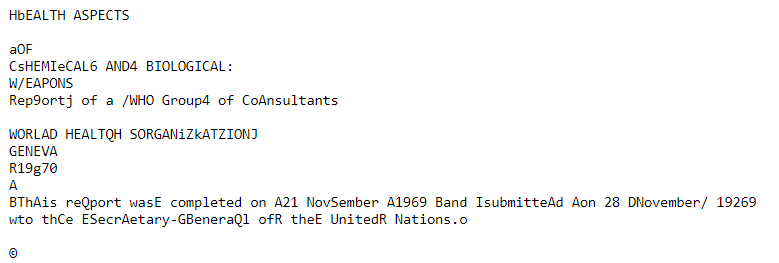 HbEALTH ASPECTS
aOF
CsHEMIeCAL6 AND4 BIOLOGICAL:
W/EAPONS
Rep9ortj of a /WHO Group4 of CoAnsultants
WORLAD HEALTQH SORGANiZkATZIONJ
GENEVA
R19g70
A
BThAis reQport wasE completed on A21 NovSember A1969 Band IsubmitteAd Aon 28 DNovember/ 19269
wto thCe ESecrAetary-GBeneraQl ofR theE UnitedR Nations.o
©